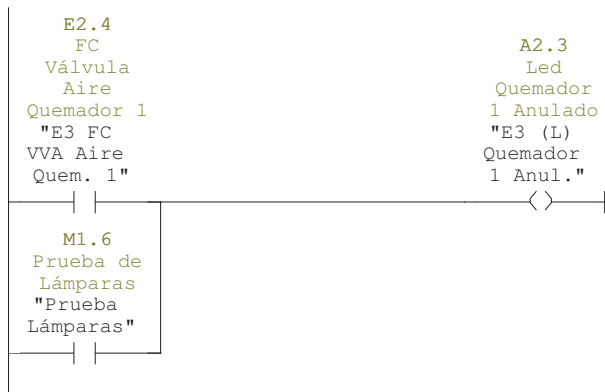 E2.4
FC
Válvula
Aire
Quemador 1
"E3 FC
VVA Aire
Quem. 1"
A2.3
Led
Quemador
1 Anulado
"E3 (L)
Quemador
1 Anul."
M1.6
Prueba de
Lámparas
"Prueba
Lámparas"